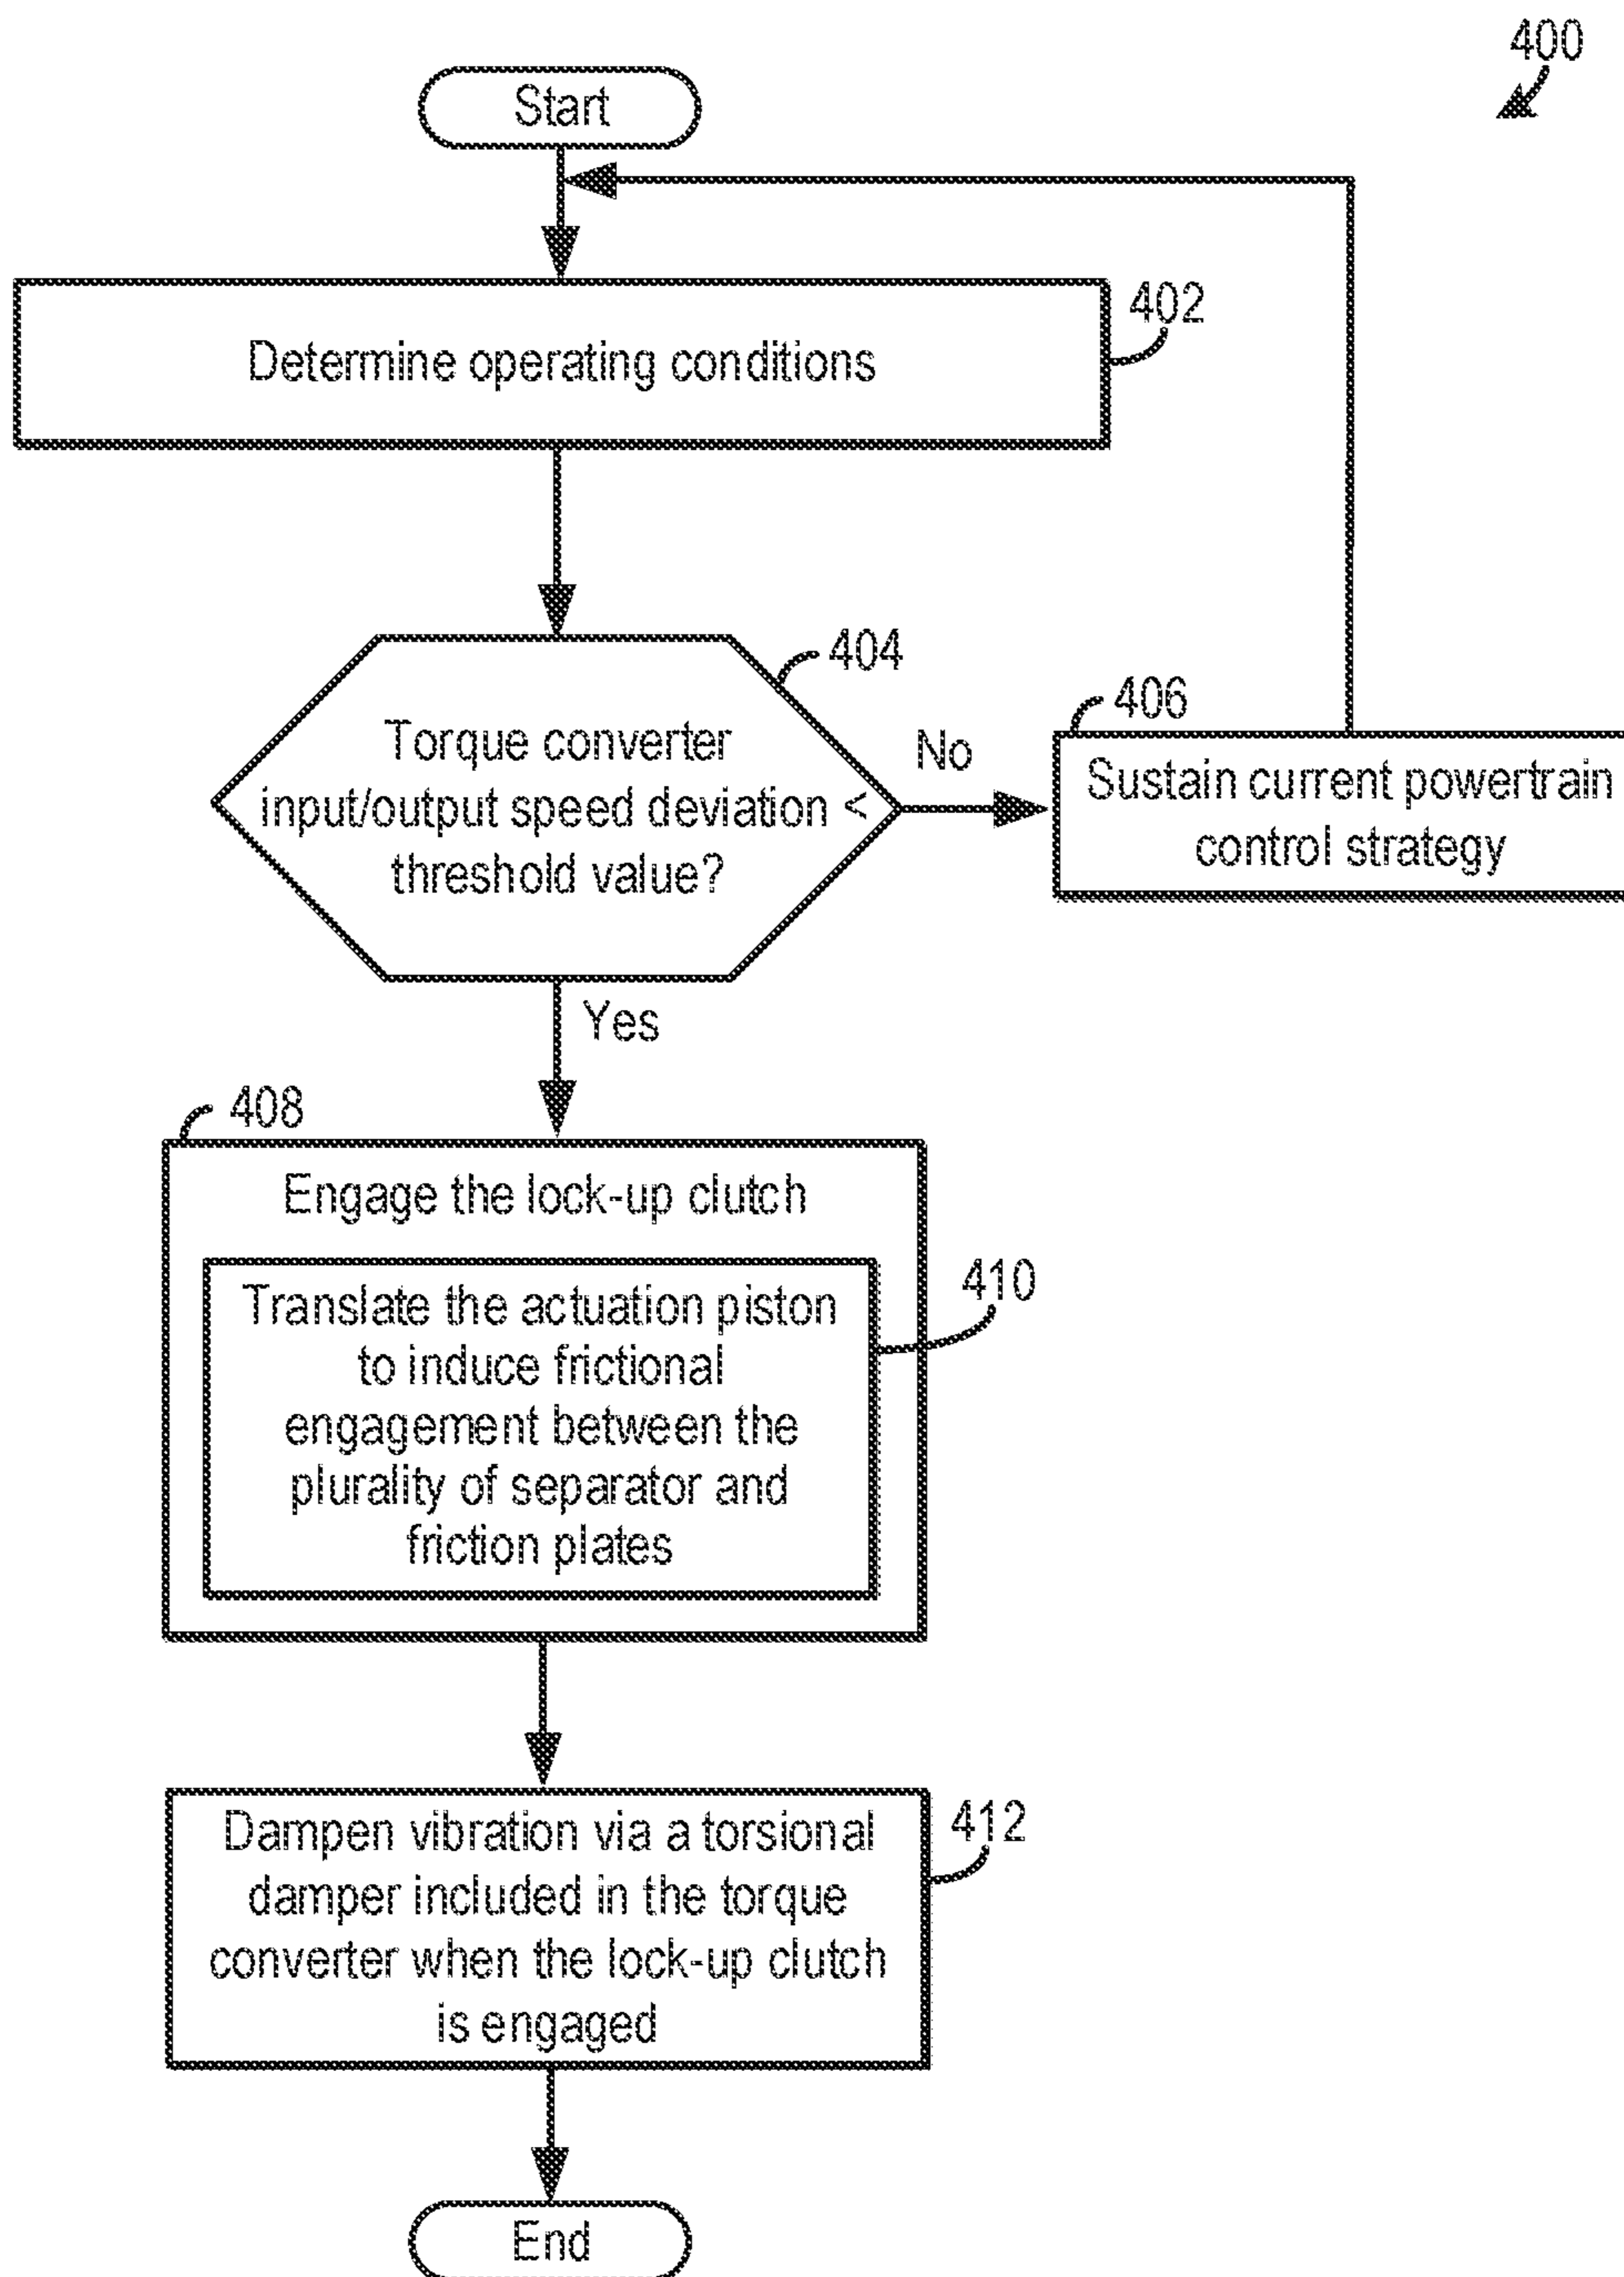 400
Start
402
Determine operating conditions
404
Torque converter
input/output speed deviation <
threshold value?
No
406
Sustain current powertrain
control strategy
Yes
408
Engage the lock-up clutch
410
Translate the actuation piston
to induce frictional
engagement between the
plurality of separator and
friction plates
412
Dampen vibration via a torsional
damper included in the torque
converter when the lock-up clutch
is engaged
End